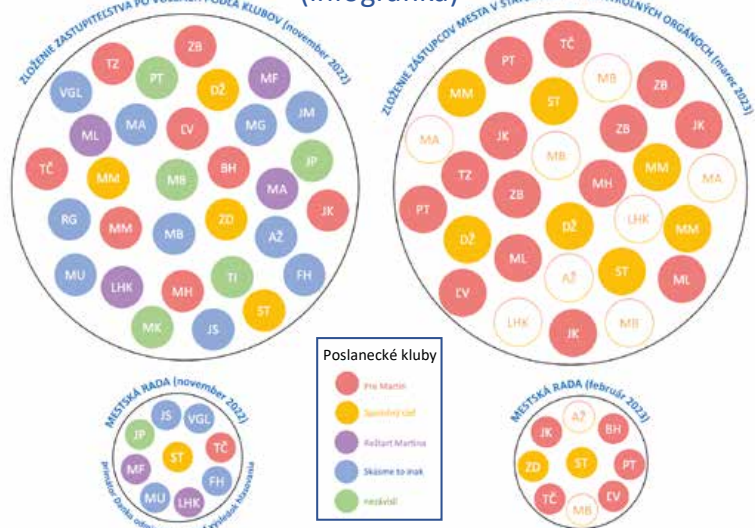 (infografika)
ZLOŽENIE ZASTUPITEĽSTVA PO VOĽBÁCH PODĽA KLUBOV (november 2022)
ZB
TZ
PT
MF
DŽ
VGL
JM
MA
ĽV
MG
ML
JP
TČ
BH
MM
MB
MA
JK
RG
MM
MB
ZD
AŽ
MU
TI
FH
LHK
MH
ST
MK
JS
ZLOŽENIE ZÁSTUPCOV MESTA V
ORGÁNOCH (marec 2023)
TČ
PT
MB
ZB
MM
ST
MA
JK
ZB
JK
MB
MM
TZ
MH
MA
PT
ZB
LHK
DŽ
DŽ
MM
ML
AŽ
ST
ML
ĽV
LHK
JK
MB
Poslanecké kluby
Pre Martin
Spoločný cieľ
Reštart Martina
Skúsme to inak
nezávislí
MESTSKÁ RADA (november 2022)
JS
VGL
JP
ST
TČ
MF
FH
MU
LHK
primátor Danko
výsledok hlasovania
MESTSKÁ RADA (február 2023)
AŽ
JK
BH
ZD
ST
PT
TČ
ĽV
MB